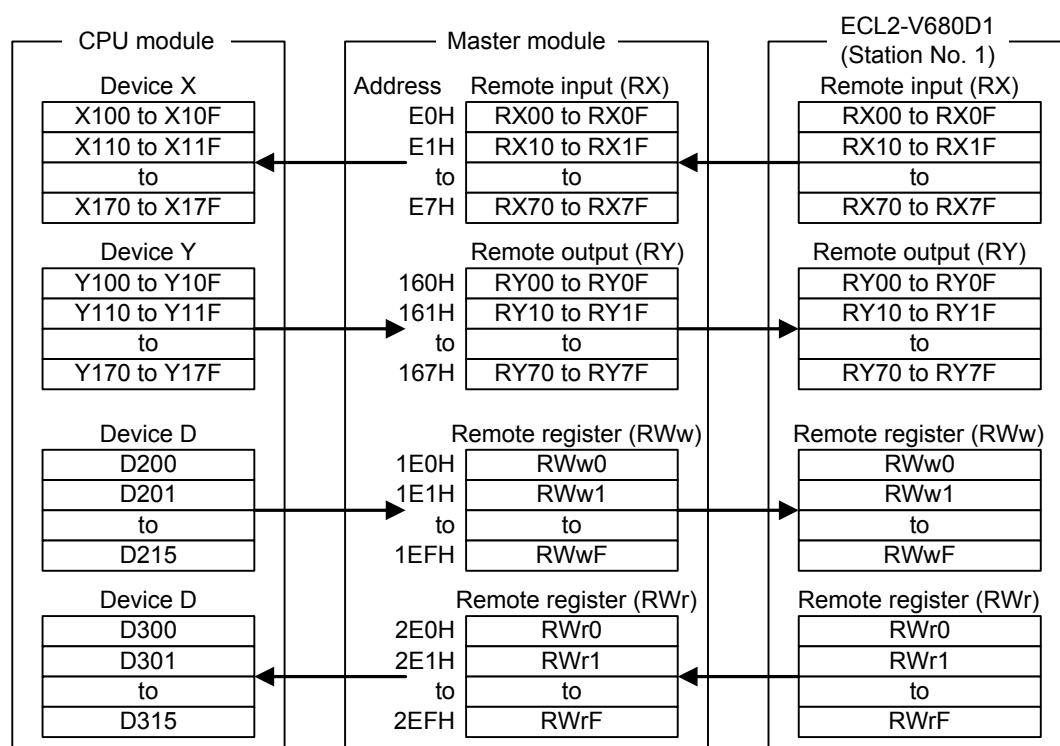 CPU module Master module ECL2-V680D1
(Station No. 1)
Device X Address Remote input (RX) Remote input (RX)
X100 to X10F E0H RX00 to RX0F RX00 to RX0F
X110 to X11F E1H RX10 to RX1F RX10 to RX1F
to to to to
X170 to X17F E7H RX70 to RX7F RX70 to RX7F
Device Y Remote output (RY) Remote output (RY)
Y100 to Y10F 160H RY00 to RY0F RY00 to RY0F
Y110 to Y11F 161H RY10 to RY1F RY10 to RY1F
to to to to
Y170 to Y17F 167H RY70 to RY7F RY70 to RY7F
Device D Remote register (RWw) Remote register (RWw)
D200 1E0H RWw0 RWw0
D201 1E1H RWw1 RWw1
to to to to
D215 1EFH RWwF RWwF
Device D Remote register (RWr) Remote register (RWr)
D300 2E0H RWr0 RWr0
D301 2E1H RWr1 RWr1
to to to to
D315 2EFH RWrF RWrF